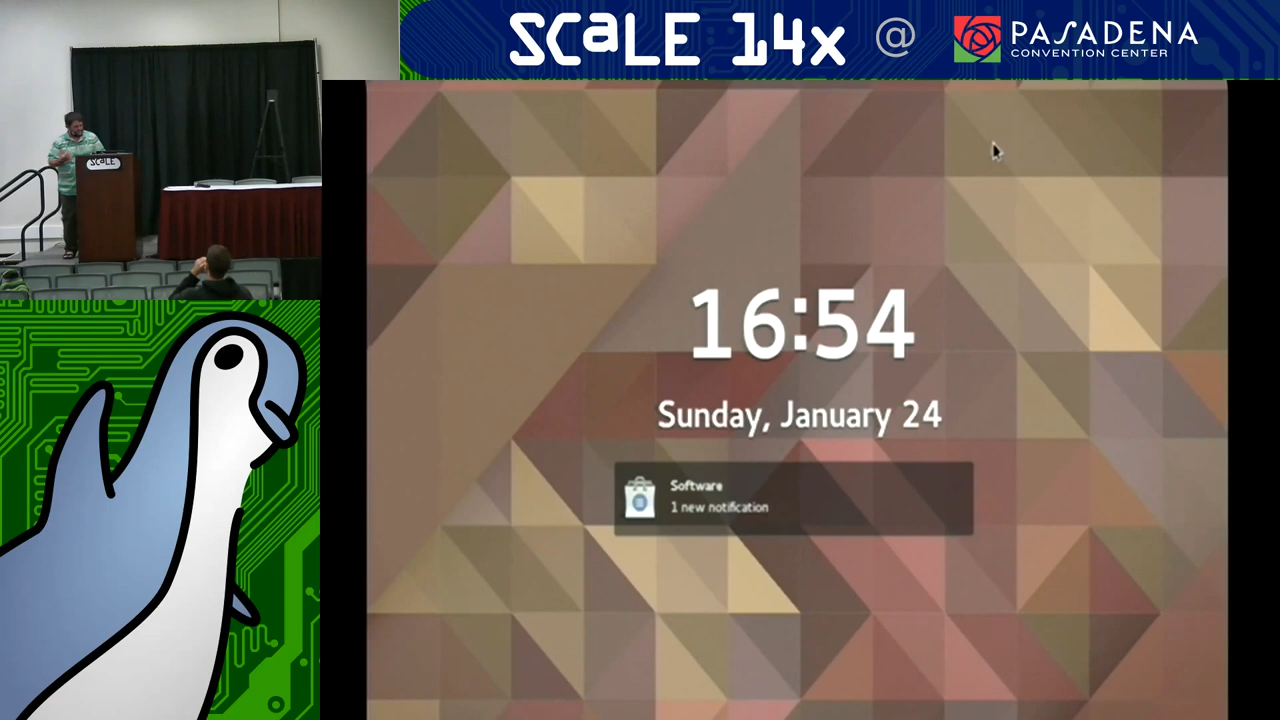 SCaLE 14x @ PASADENA
CONVENTION CENTER
SCALE
16:54
Sunday, January 24
Software
1 new notification